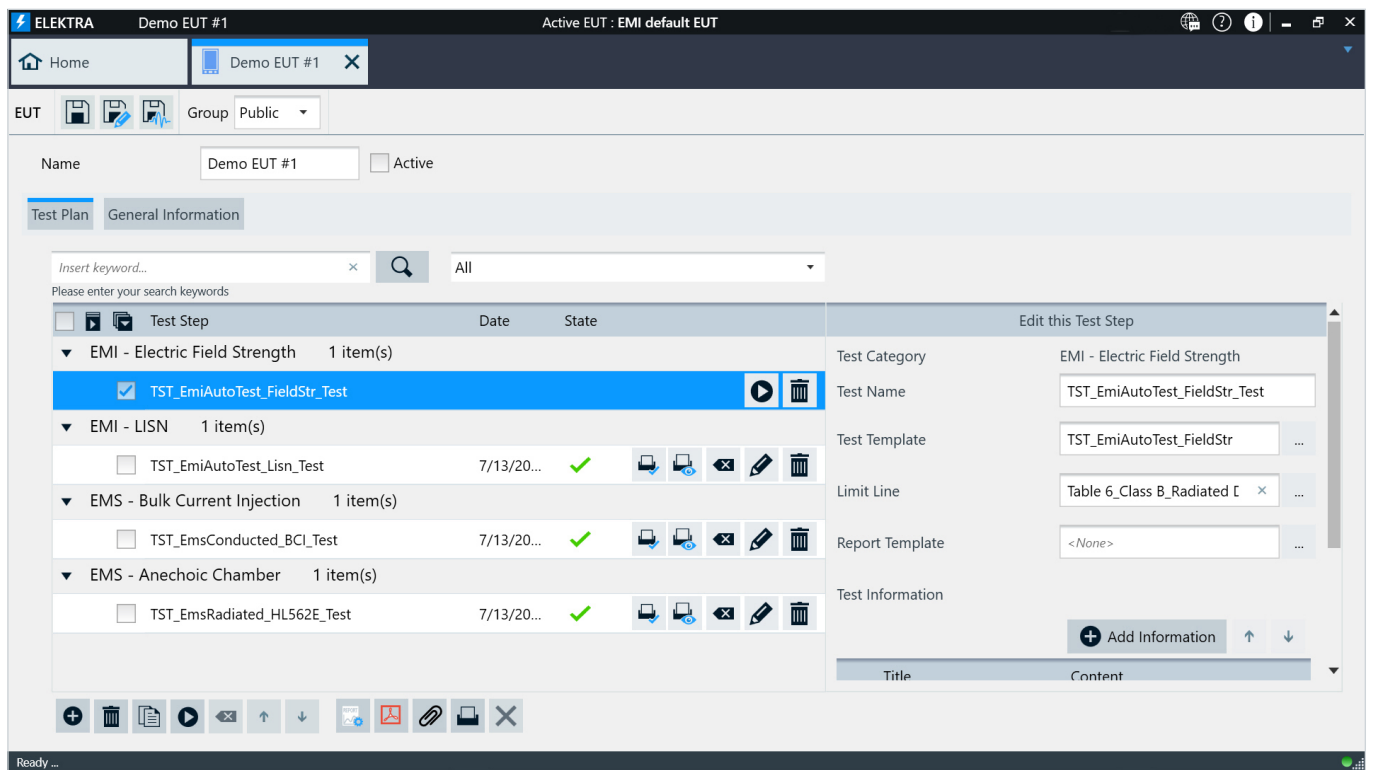 ELEKTRA Demo EUT #1 Active EUT : EMI default EUT
Home Demo EUT #1
EUT Group Public
Name Demo EUT #1 Active
Test Plan General Information
Insert keyword... All
Please enter your search keywords
Test Step Date State Edit this Test Step
EMI - Electric Field Strength 1 item(s)
Test Category EMI - Electric Field Strength
TST_EmiAutoTest_FieldStr_Test
Test Name TST_EmiAutoTest_FieldStr_Test
EMI - LISN 1 item(s)
Test Template TST_EmiAutoTest_FieldStr ...
TST_EmiAutoTest_Lisn_Test 7/13/20...
Limit Line Table 6_Class B_Radiated ...
EMS - Bulk Current Injection 1 item(s)
TST_EmsConducted_BCI_Test 7/13/20...
Report Template <None> ...
EMS - Anechoic Chamber 1 item(s)
Test Information
TST_EmsRadiated_HL562E_Test 7/13/20...
Add Information
Title Content
REPORT
Ready ...